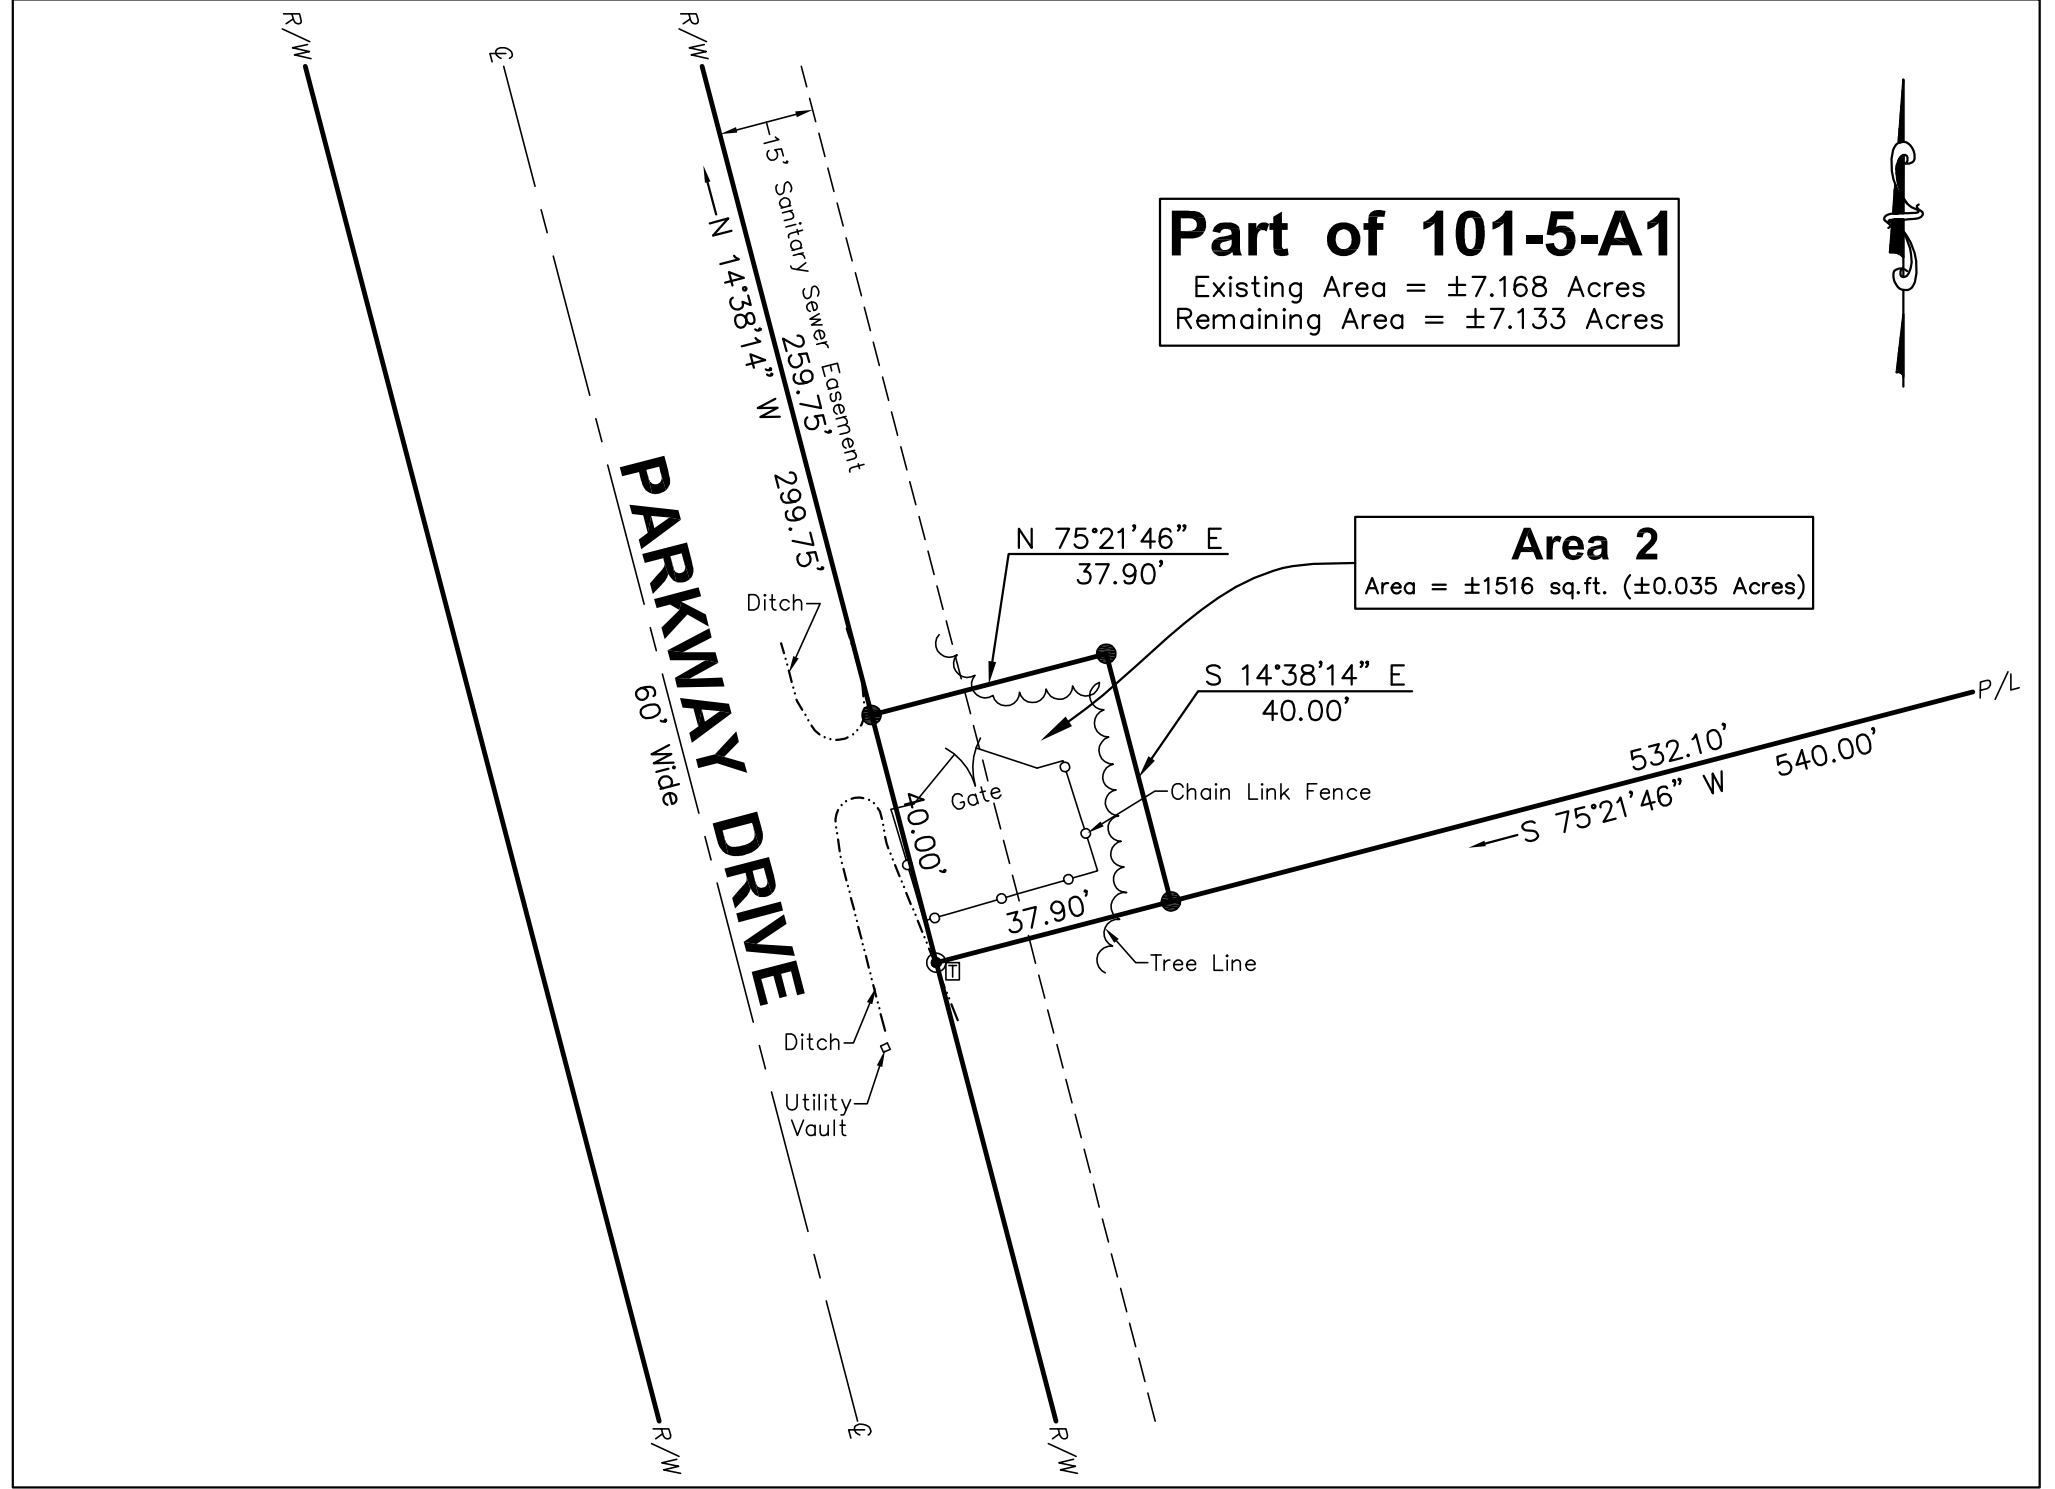 R/W
℄
R/W
15' Sanitary Sewer Easement
N 14°38'14" W
259.75'
299.75'
Part of 101-5-A1
Existing Area = ±7.168 Acres
Remaining Area = ±7.133 Acres
PARKWAY DRIVE
60' Wide
Ditch
N 75°21'46" E
37.90'
Area 2
Area = ±1516 sq.ft. (±0.035 Acres)
S 14°38'14" E
40.00'
P/L
532.10'
540.00'
S 75°21'46" W
Gate
Chain Link Fence
40.00'
37.90'
T
Tree Line
Ditch
Utility
Vault
R/W
℄
R/W